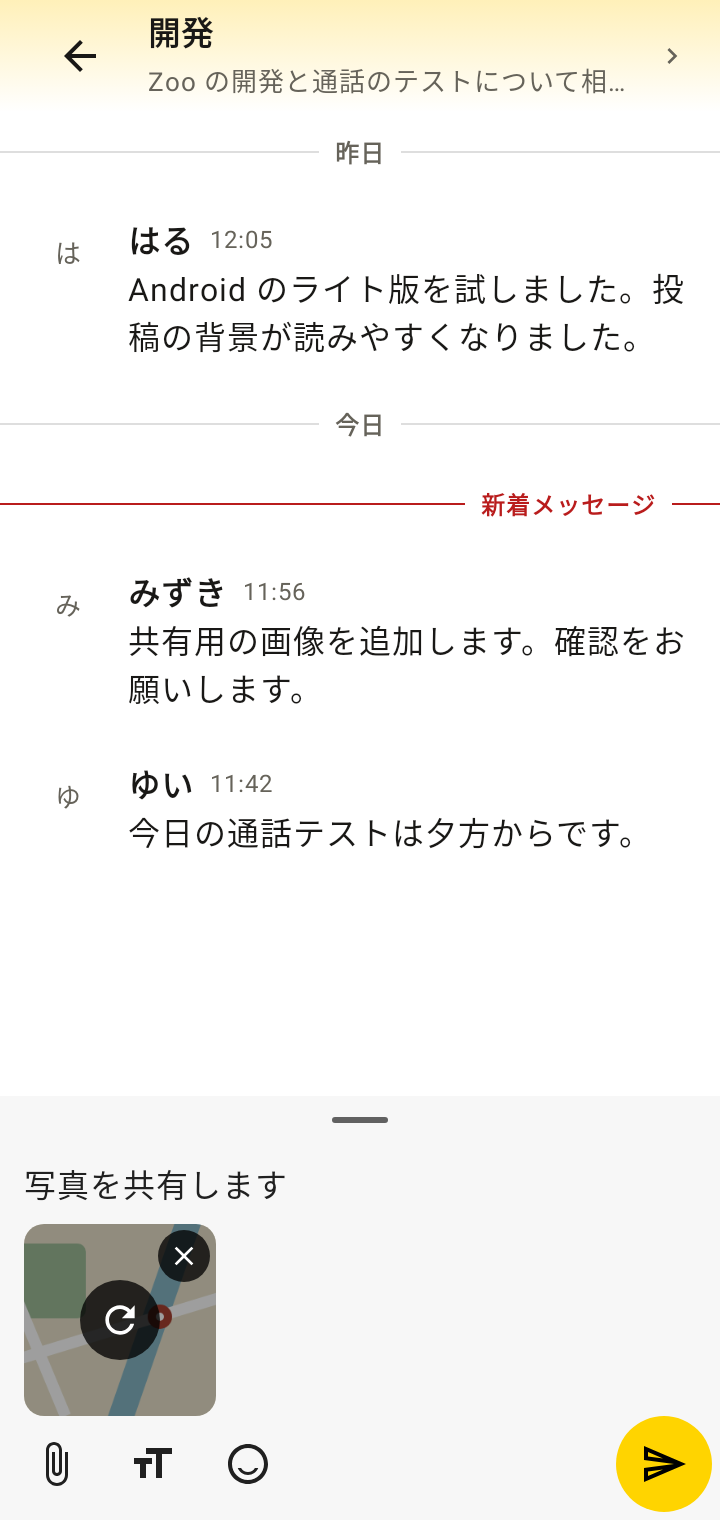 開発
Zoo の開発と通話のテストについて相…
昨日
は
はる 12:05
Android のライト版を試しました。投
稿の背景が読みやすくなりました。
今日
新着メッセージ
み
みずき 11:56
共有用の画像を追加します。確認をお
願いします。
ゆ
ゆい 11:42
今日の通話テストは夕方からです。
写真を共有します